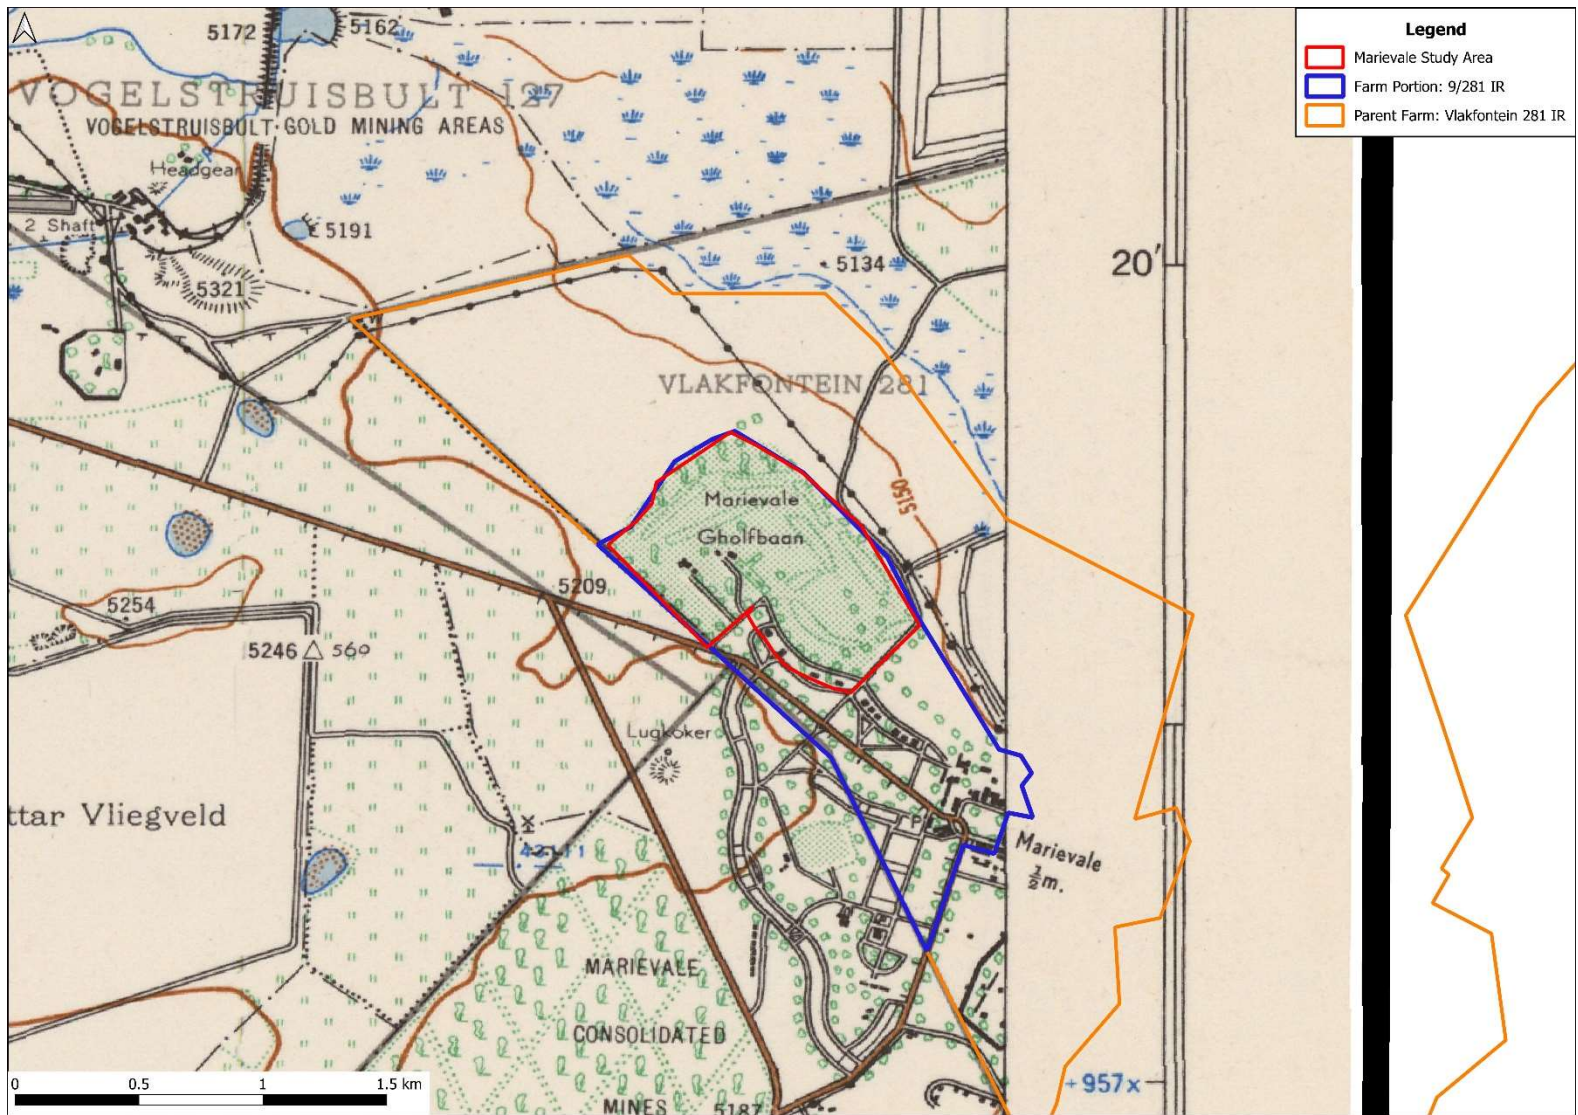 5172
5162
VOGELSTRUISBULT 127
VOGELSTRUISBULT GOLD MINING AREAS
Headgear
2 Shaft
5191
5321
5134
20'
VLAKFONTEIN 281
5150
Marievale
Gholfbaan
5209
5254
5246
569
Lugkoker
ttar Vliegveld
P
Marievale
½m.
MARIEVALE
CONSOLIDATED
MINES
5187
+957x
0 0.5 1 1.5 km
Legend
Marievale Study Area
Farm Portion: 9/281 IR
Parent Farm: Vlakfontein 281 IR